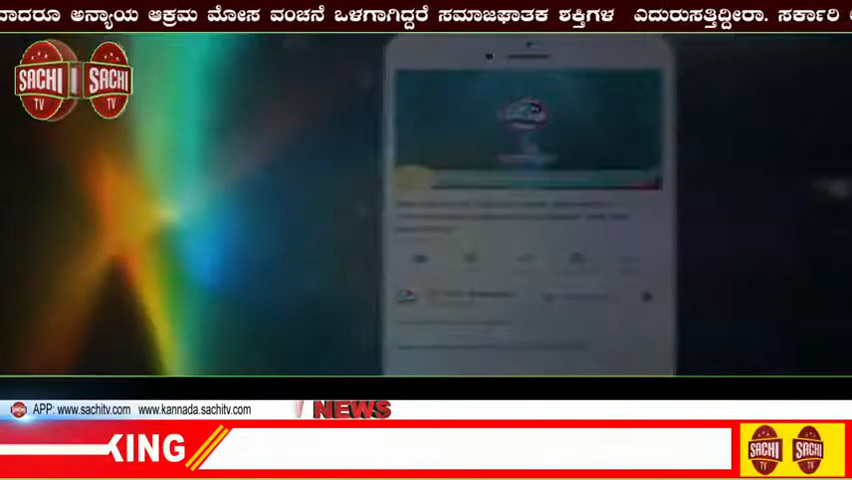 ವಾದರೂ ಅನ್ಯಾಯ ಆಕ್ರಮ ಮೋಸ ವಂಚನೆ ಒಳಗಾಗಿದ್ದರೆ ಸಮಾಜಘಾತಕ ಶಕ್ತಿಗಳ ಎದುರುಸತ್ತಿದ್ದೀರಾ. ಸರ್ಕಾರಿ
SACHI TV SACHI TV
APP: www.sachitv.com www.kannada.sachitv.com NEWS
KING
SACHI TV SACHI TV